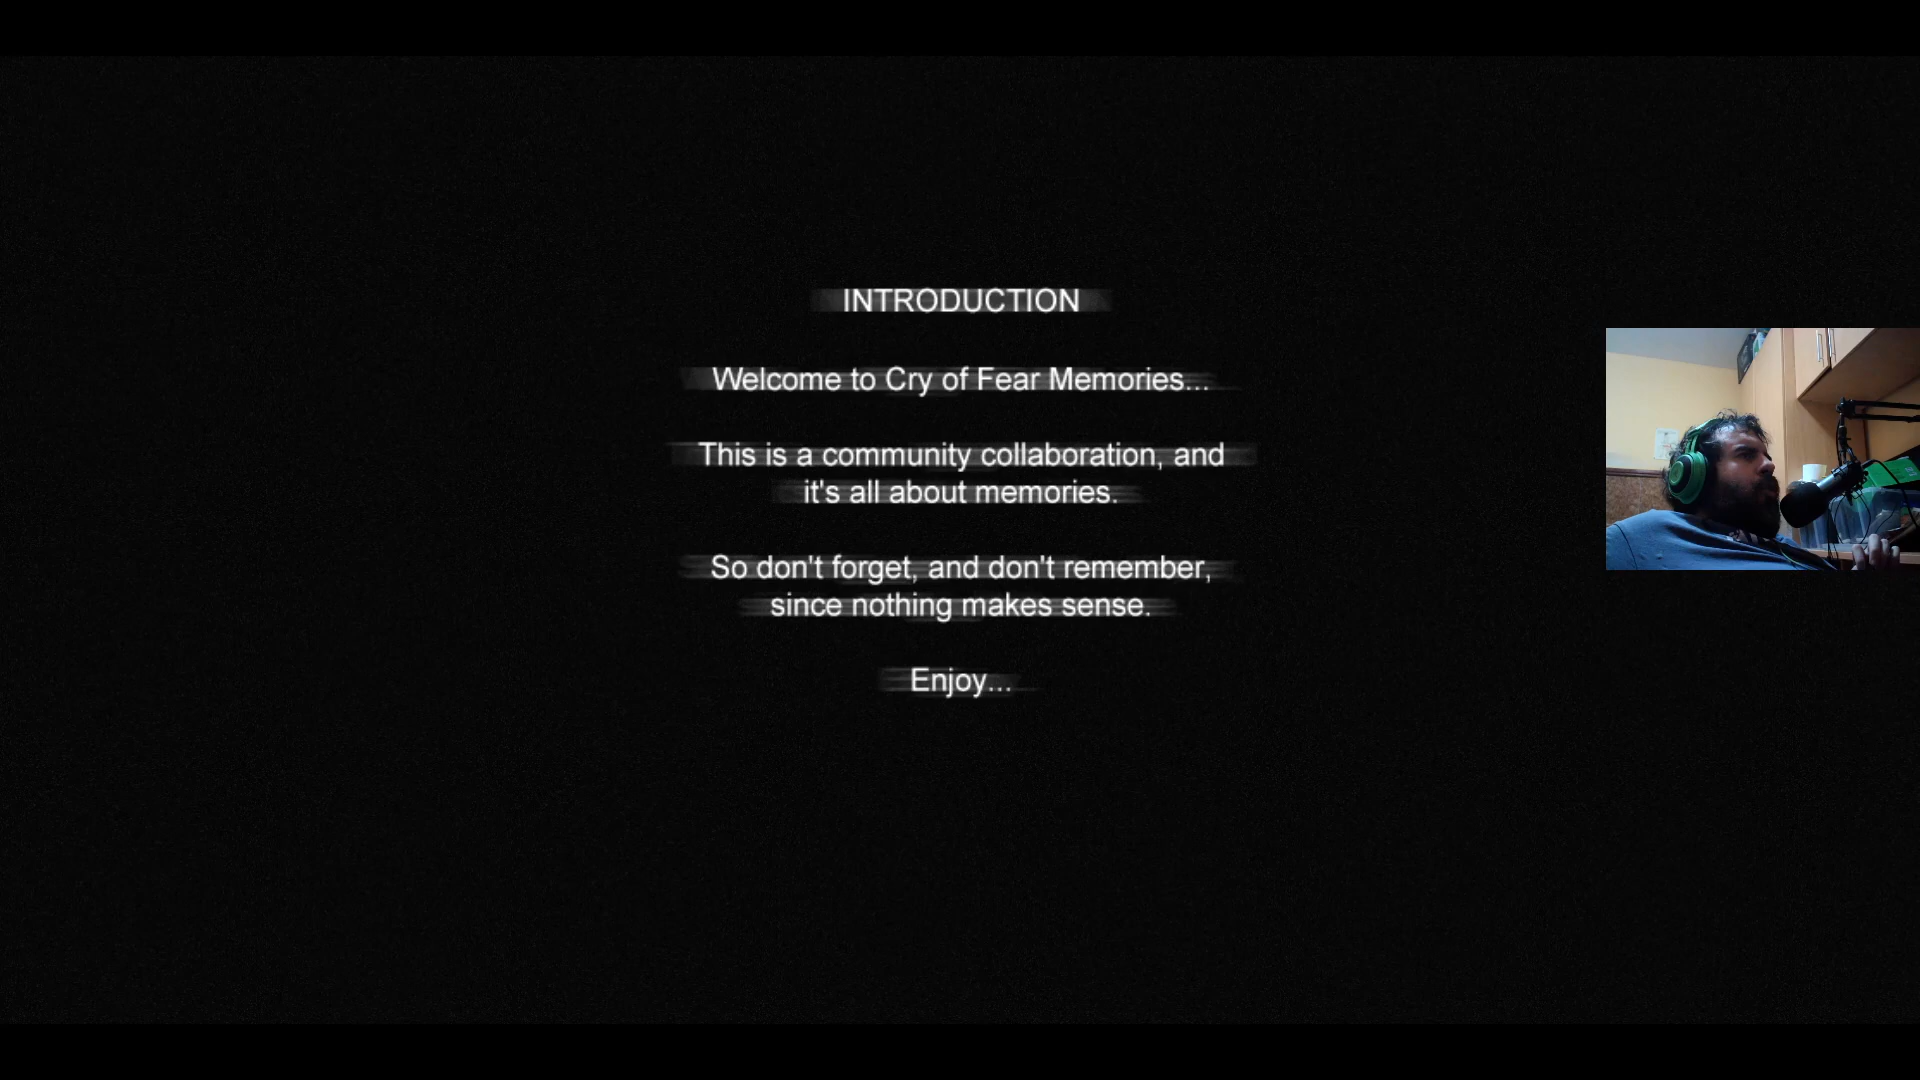 INTRODUCTION
Welcome to Cry of Fear Memories...
This is a community collaboration, and
it's all about memories.
So don't forget, and don't remember,
since nothing makes sense.
Enjoy...